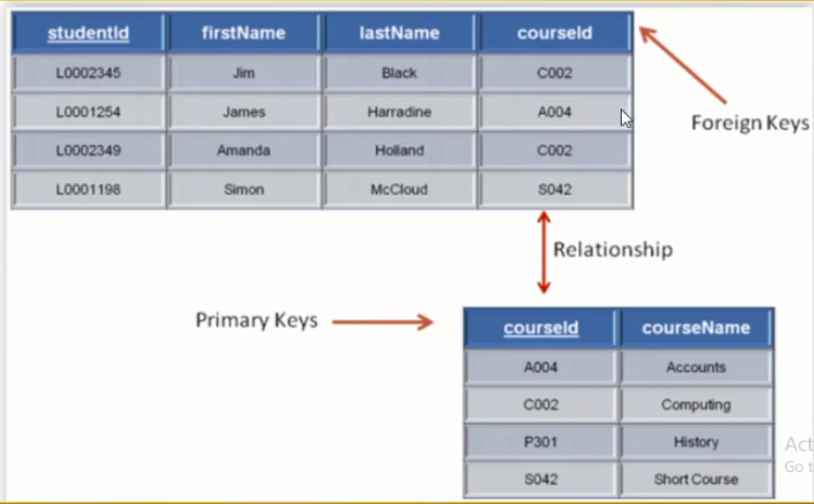 studentId firstName lastName courseId
L0002345 Jim Black C002
L0001254 James Harradine A004
Foreign Keys
L0002349 Amanda Holland C002
L0001198 Simon McCloud S042
Relationship
Primary Keys
courseId courseName
A004 Accounts
C002 Computing
P301 History
S042 Short Course
Act
Go t